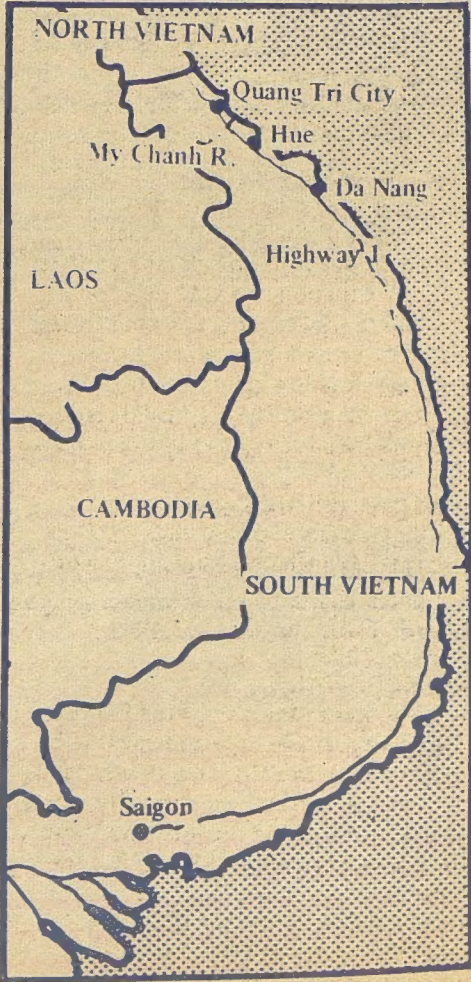 NORTH VIETNAM
Quang Tri City
Hue
My Chanh R.
Da Nang
Highway 1
LAOS
CAMBODIA
SOUTH VIETNAM
Saigon